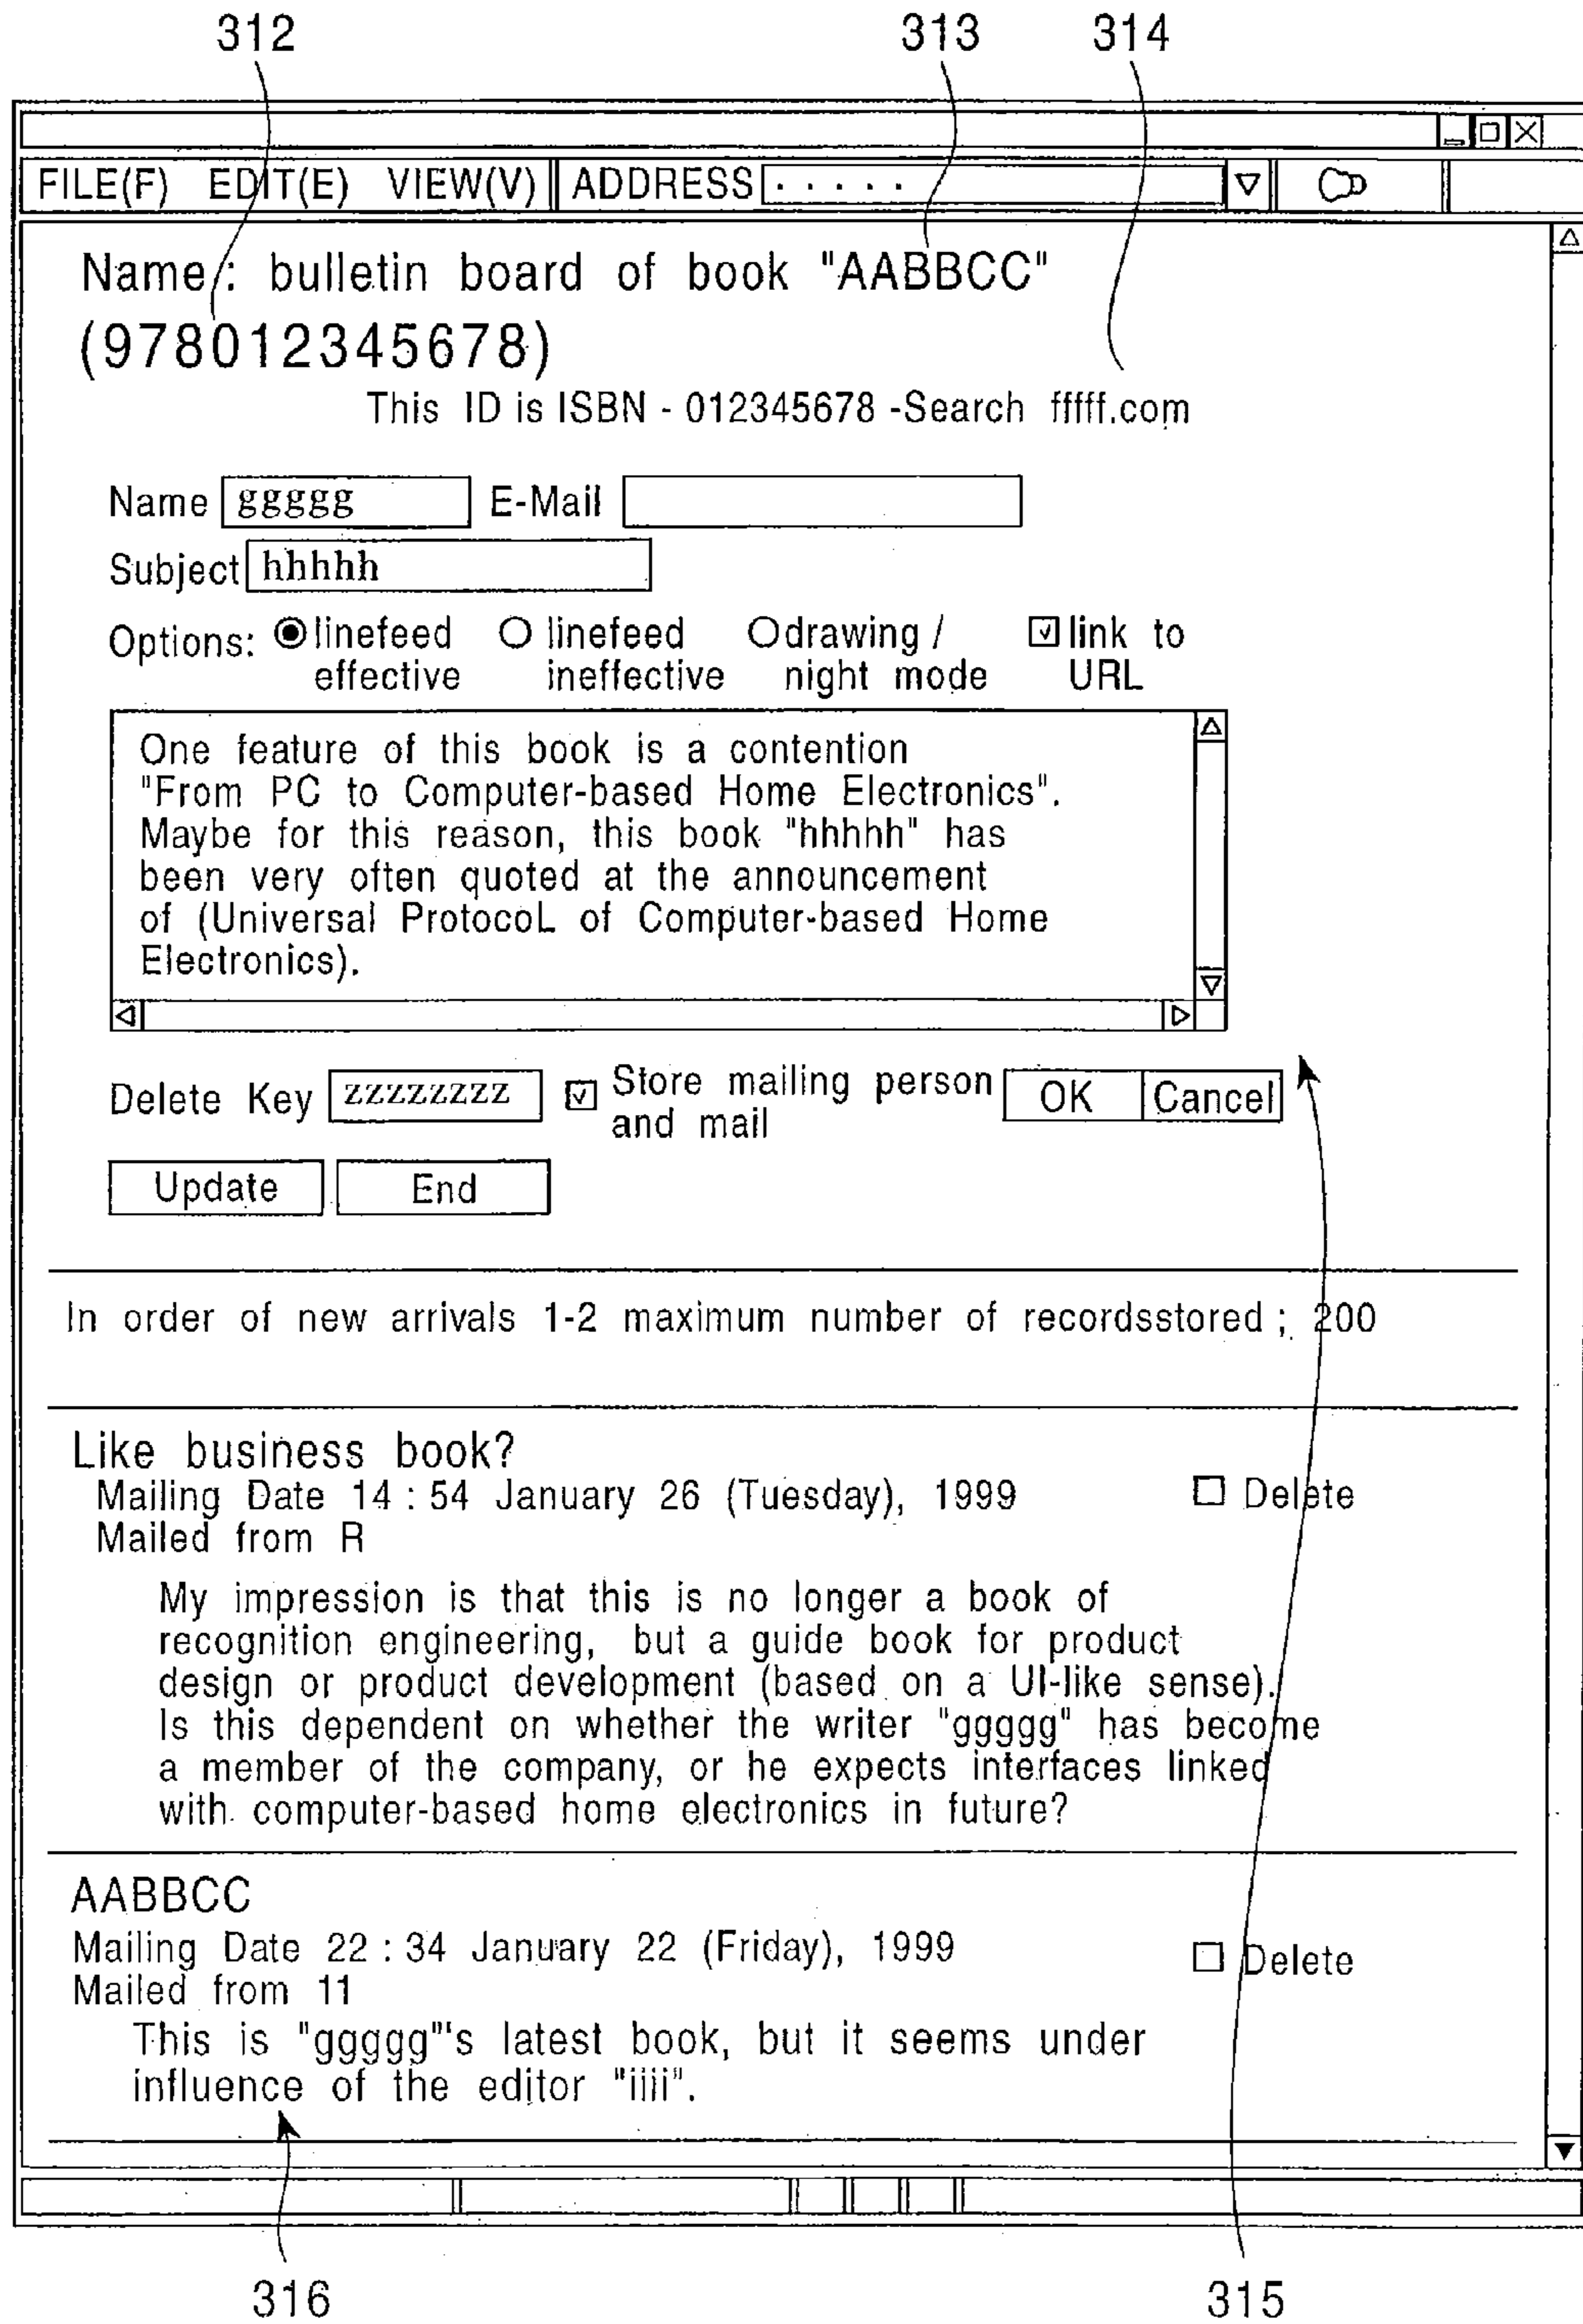 312
313
314
FILE(F) EDIT(E) VIEW(V) ADDRESS .....
Name : bulletin board of book "AABBCC"
(978012345678)
This ID is ISBN - 012345678 -Search fffff.com
Name ggggg E-Mail
Subject hhhhh
Options: linefeed effective linefeed ineffective drawing / night mode link to URL
One feature of this book is a contention
"From PC to Computer-based Home Electronics".
Maybe for this reason, this book "hhhhh" has
been very often quoted at the announcement
of (Universal ProtocoL of Computer-based Home
Electronics).
Delete Key zzzzzzzz Store mailing person and mail OK Cancel
Update End
In order of new arrivals 1-2 maximum number of recordsstored ; 200
Like business book?
Mailing Date 14 : 54 January 26 (Tuesday), 1999 Delete
Mailed from R
My impression is that this is no longer a book of
recognition engineering, but a guide book for product
design or product development (based on a UI-like sense).
Is this dependent on whether the writer "ggggg" has become
a member of the company, or he expects interfaces linked
with computer-based home electronics in future?
AABBCC
Mailing Date 22 : 34 January 22 (Friday), 1999 Delete
Mailed from 11
This is "ggggg"'s latest book, but it seems under
influence of the editor "iiii".
316
315